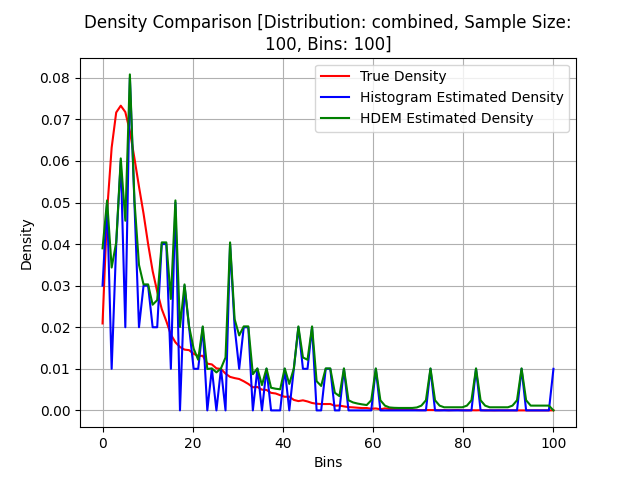 Density Comparison [Distribution: combined, Sample Size:
100, Bins: 100]
True Density
Histogram Estimated Density
HDEM Estimated Density
Density
0.08
0.07
0.06
0.05
0.04
0.03
0.02
0.01
0.00
0 20 40 60 80 100
Bins